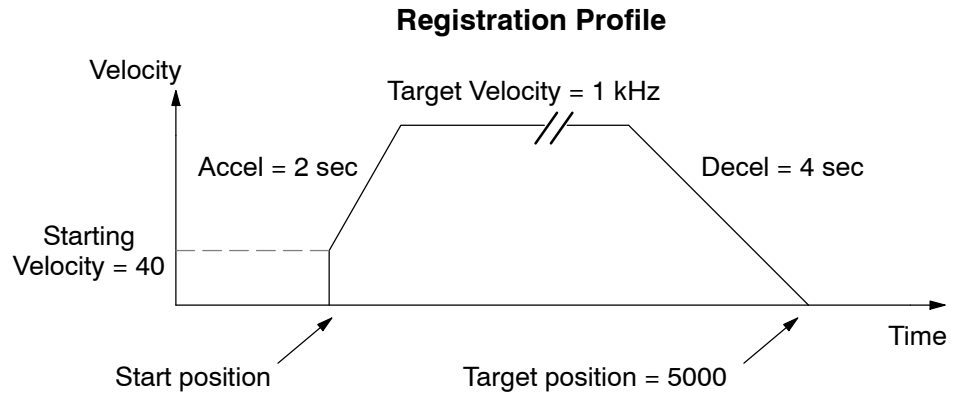 Registration Profile
Velocity
Target Velocity = 1 kHz
Accel = 2 sec
Decel = 4 sec
Starting
Velocity = 40
Time
Start position
Target position = 5000